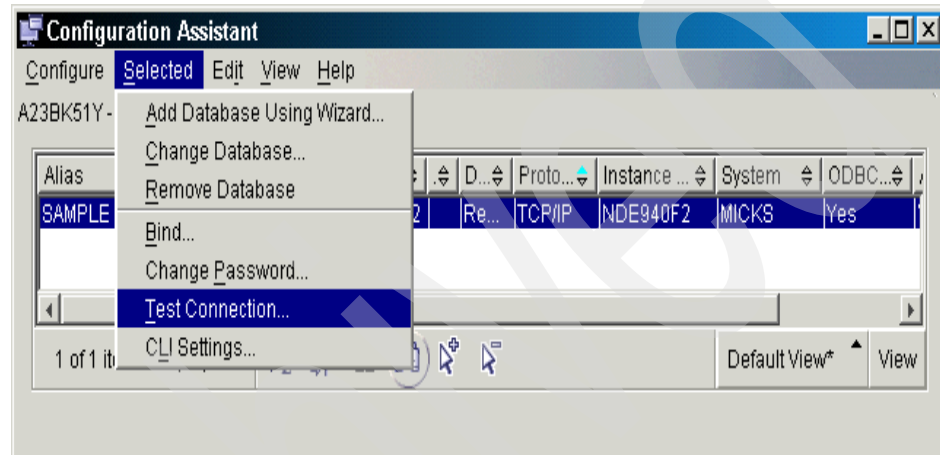 Configuration Assistant
Configure Selected Edit View Help
A23BK51Y -
Add Database Using Wizard...
Change Database...
Remove Database
Bind...
Change Password...
Test Connection...
CLI Settings...
Alias .. D... Proto... Instance ... System ODBC...
SAMPLE 2 Re... TCP/IP NDE940F2 MICKS Yes
1 of 1 Default View* View